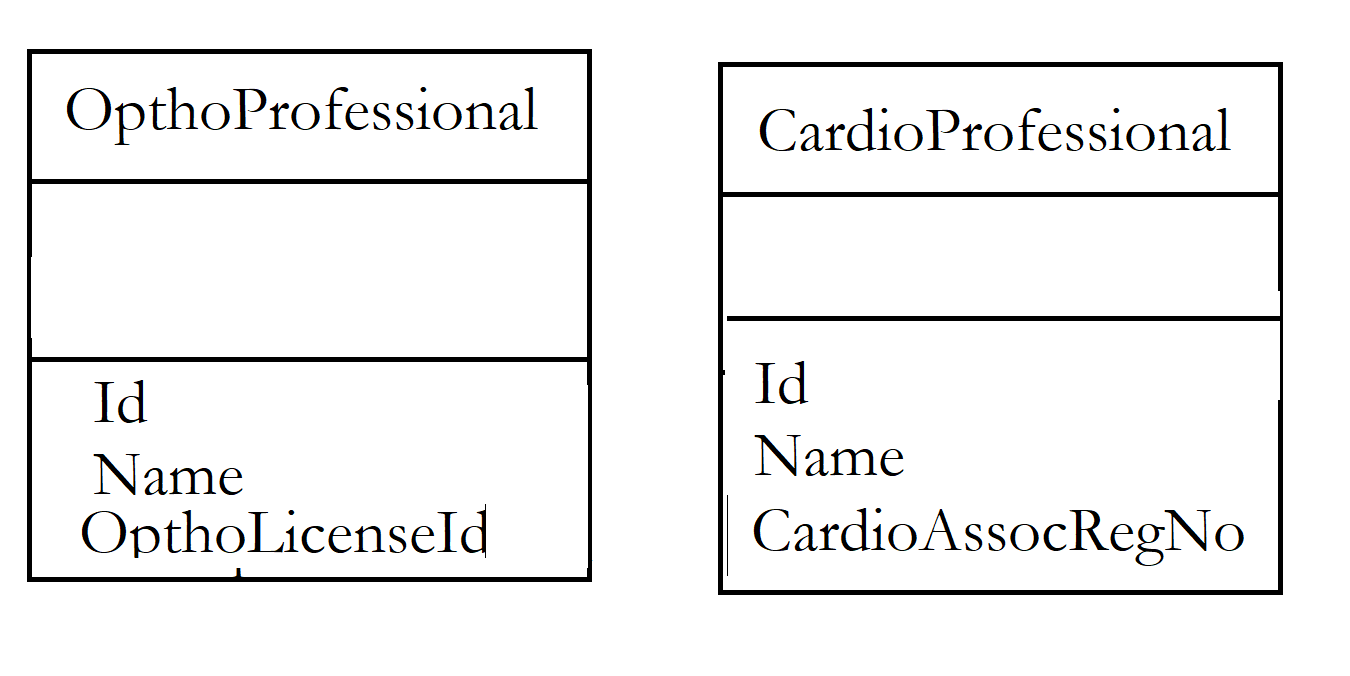 OpthoProfessional
Id
Name
OpthoLicenseId
CardioProfessional
Id
Name
CardioAssocRegNo